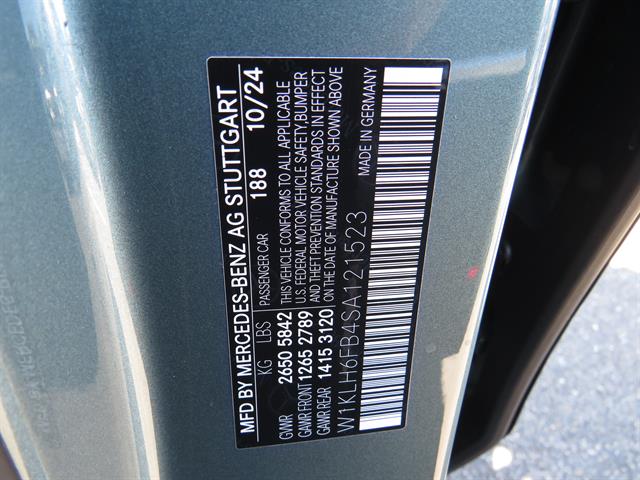 MFD BY MERCEDES-BENZ AG STUTTGART
188 10/24
KG LBS PASSENGER CAR
GVWR 2650 5842 THIS VEHICLE CONFORMS TO ALL APPLICABLE
GAWR FRONT 1265 2789 U.S. FEDERAL MOTOR VEHICLE SAFETY, BUMPER
GAWR REAR 1415 3120 AND THEFT PREVENTION STANDARDS IN EFFECT
ON THE DATE OF MANUFACTURE SHOWN ABOVE
W1KLH6FB4SA121523
MADE IN GERMANY